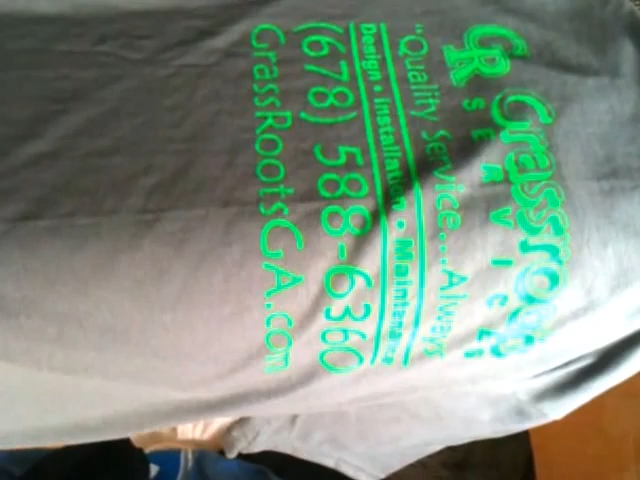 GR Grassroots
SERVICES
"Quality Service...Always
Design • Installation • Maintenance
(678) 588-6360
GrassRootsGA.com